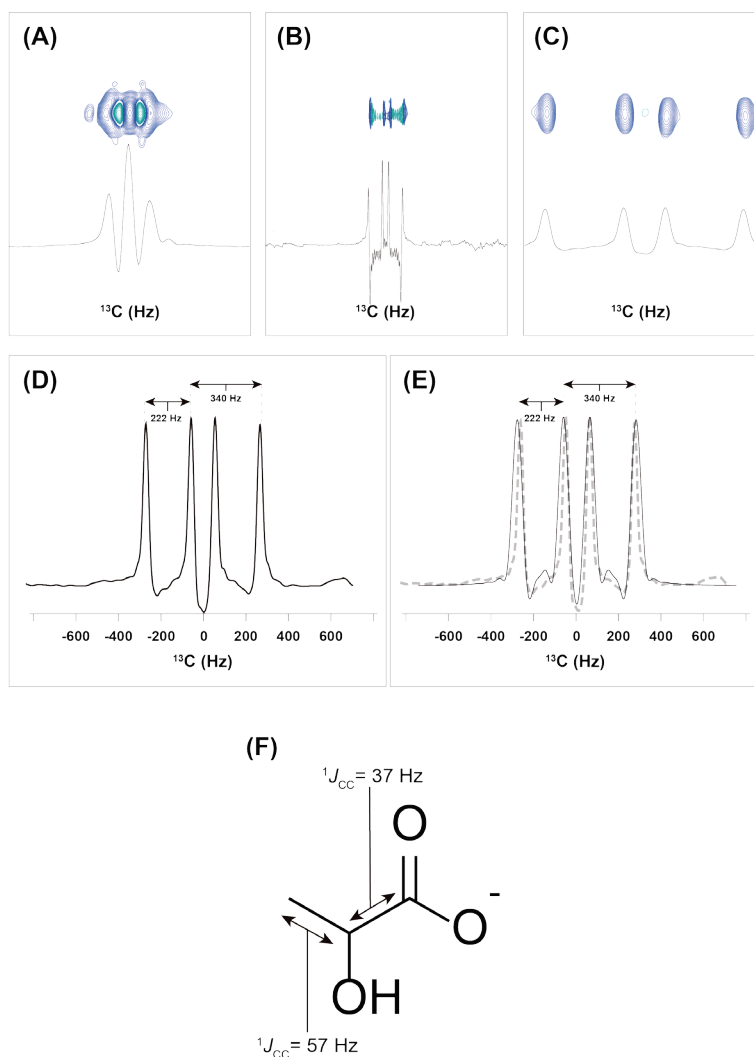 (A)
(B)
(C)
¹³C (Hz)
¹³C (Hz)
¹³C (Hz)
(D)
340 Hz
222 Hz
-600 -400 -200 0 200 400 600
¹³C (Hz)
(E)
340 Hz
222 Hz
-600 -400 -200 0 200 400 600
¹³C (Hz)
(F)
¹JCC= 37 Hz
O
O-
OH
¹JCC= 57 Hz